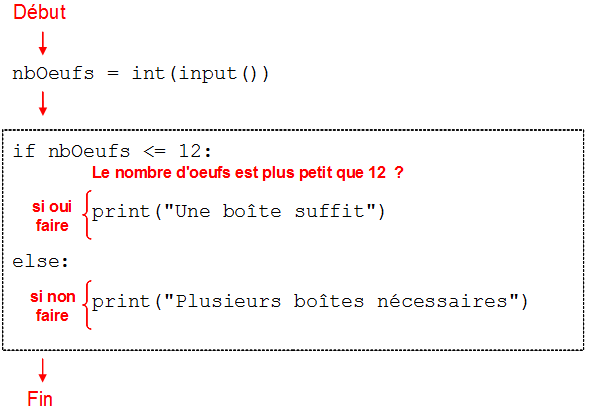 Début
nbOeufs = int(input())
if nbOeufs <= 12:
Le nombre d'oeufs est plus petit que 12 ?
si oui
faire
print("Une boîte suffit")
else:
si non
faire
print("Plusieurs boîtes nécessaires")
Fin